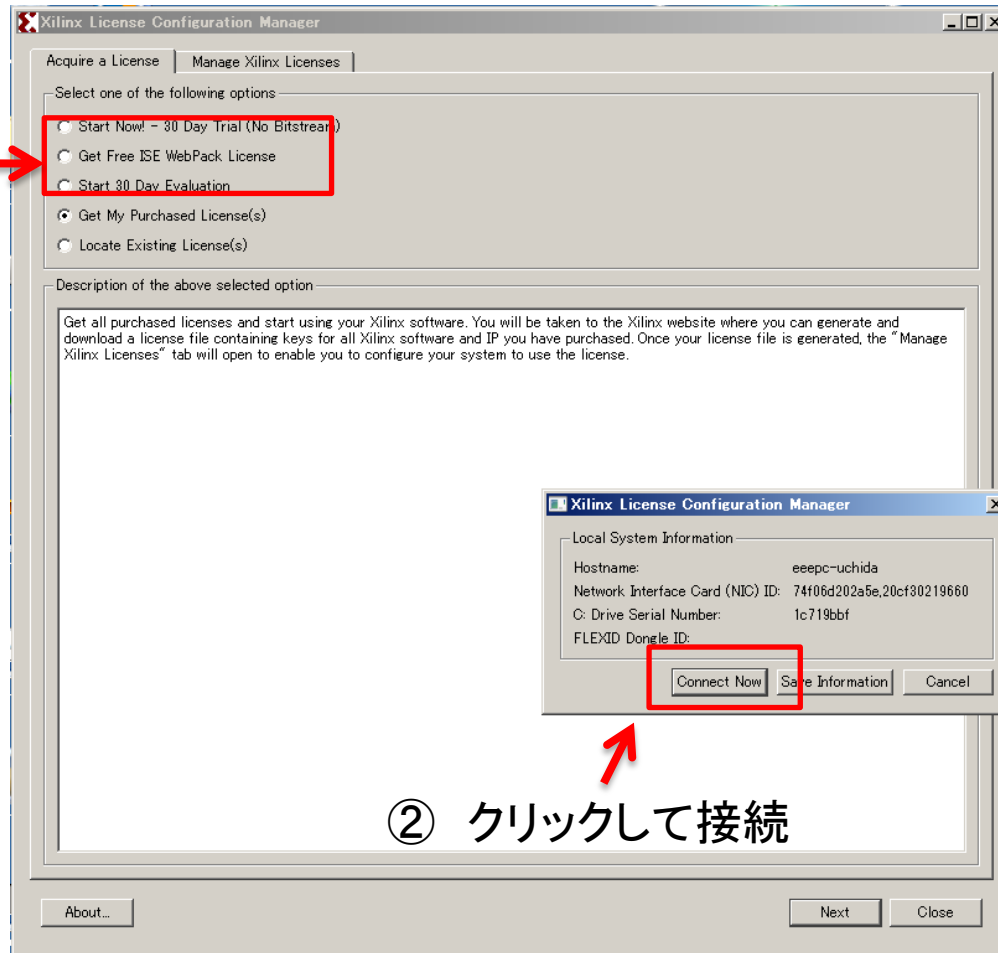 Xilinx License Configuration Manager
Acquire a License
Manage Xilinx Licenses
Select one of the following options
Start Now! - 30 Day Trial (No Bitstream)
Get Free ISE WebPack License
Start 30 Day Evaluation
Get My Purchased License(s)
Locate Existing License(s)
Description of the above selected option
Get all purchased licenses and start using your Xilinx software. You will be taken to the Xilinx website where you can generate and
download a license file containing keys for all Xilinx software and IP you have purchased. Once your license file is generated, the "Manage
Xilinx Licenses" tab will open to enable you to configure your system to use the license.
Xilinx License Configuration Manager
Local System Information
Hostname: eeepc-uchida
Network Interface Card (NIC) ID: 74f06d202a5e,20cf30219660
C: Drive Serial Number: 1c719bbf
FLEXID Dongle ID:
Connect Now Save Information Cancel
② クリックして接続
About... Next Close